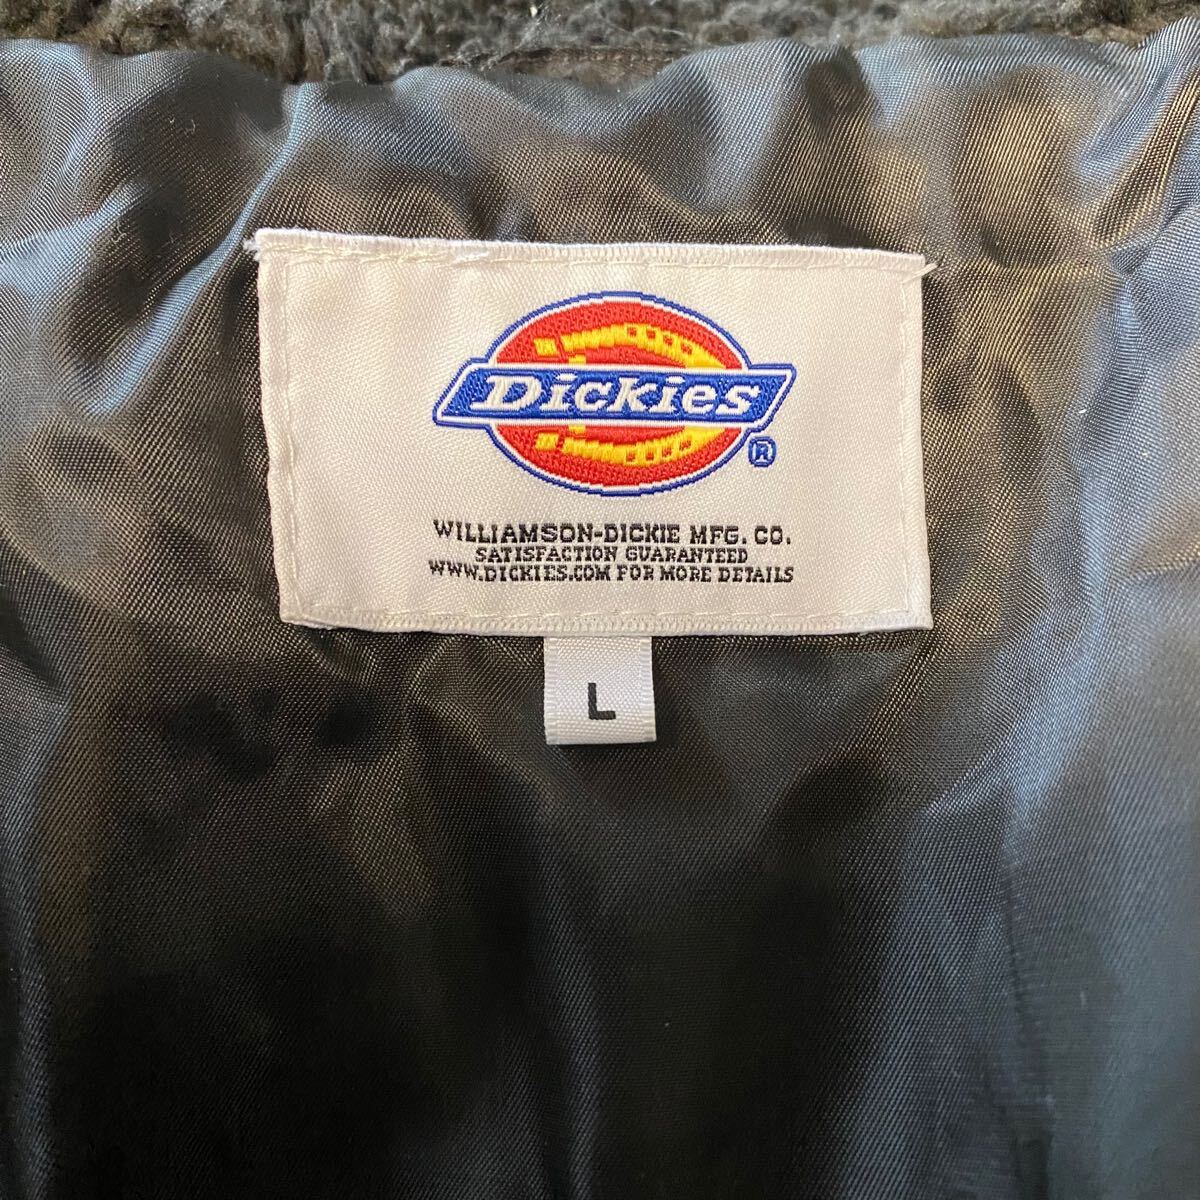 Dickies
®
WILLIAMSON-DICKIE MFG. CO.
SATISFACTION GUARANTEED
WWW.DICKIES.COM FOR MORE DETAILS
L